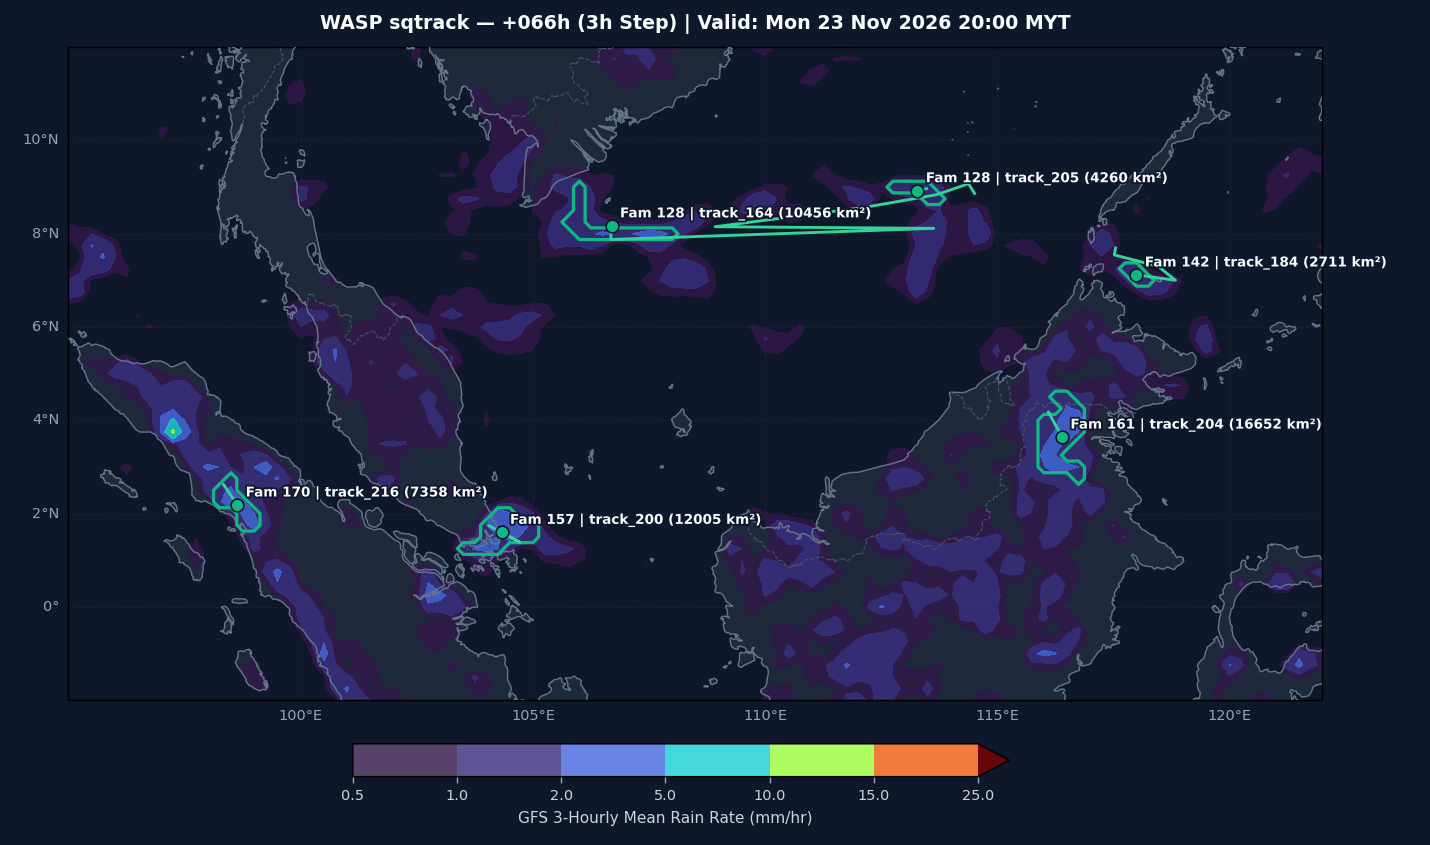 WASP sqtrack — +066h (3h Step) | Valid: Mon 23 Nov 2026 20:00 MYT
10°N
8°N
6°N
4°N
2°N
0°
Fam 128 | track_205 (4260 km²)
Fam 128 | track_164 (10456 km²)
Fam 142 | track_184 (2711 km²)
Fam 161 | track_204 (16652 km²)
Fam 170 | track_216 (7358 km²)
Fam 157 | track_200 (12005 km²)
100°E 105°E 110°E 115°E 120°E
0.5 1.0 2.0 5.0 10.0 15.0 25.0
GFS 3-Hourly Mean Rain Rate (mm/hr)